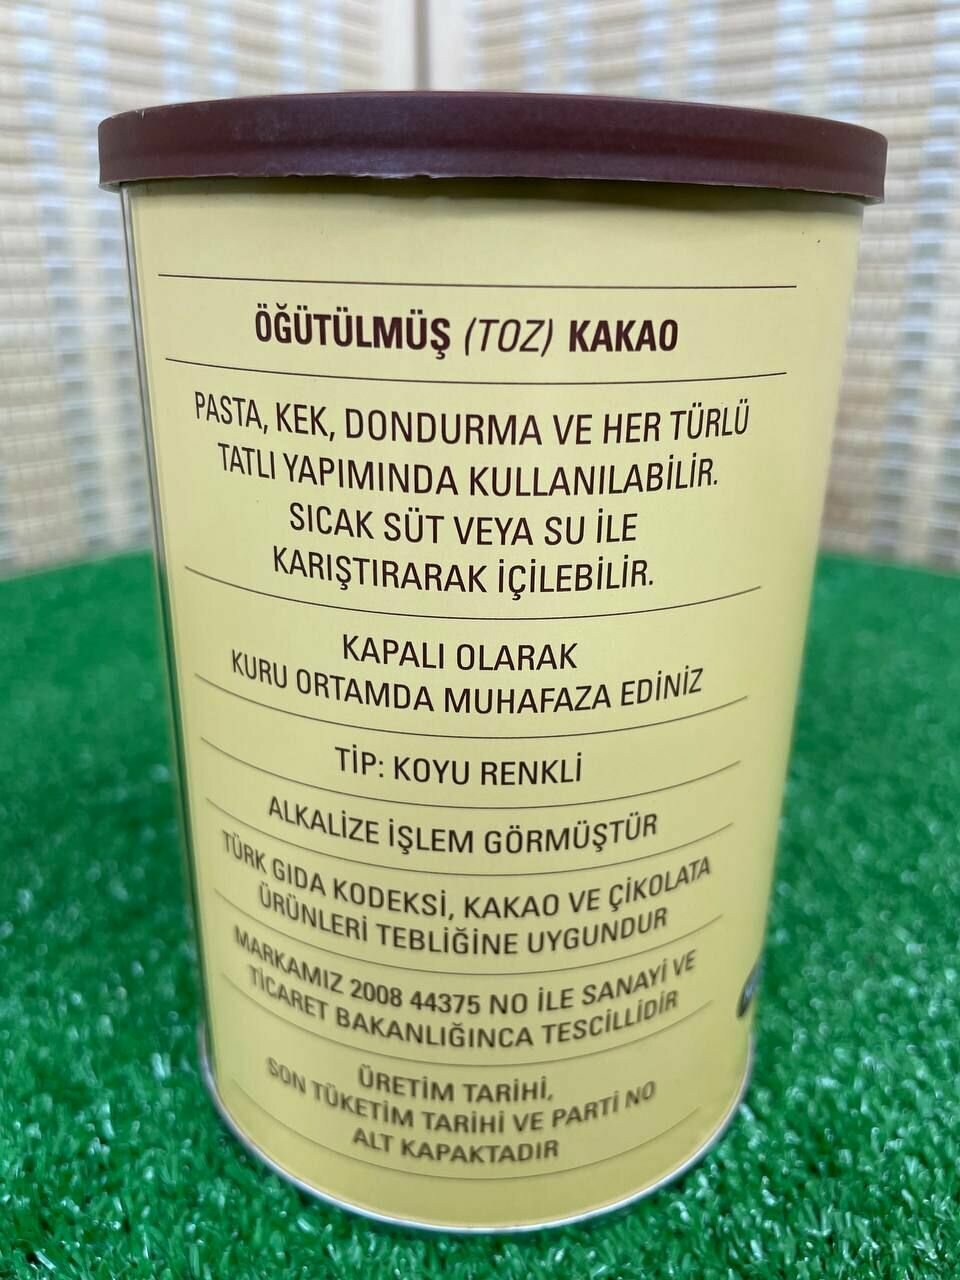 ÖĞÜTÜLMÜŞ (TOZ) KAKAO
PASTA, KEK, DONDURMA VE HER TÜRLÜ
TATLI YAPIMINDA KULLANILABİLİR.
SICAK SÜT VEYA SU İLE
KARIŞTIRARAK İÇİLEBİLİR.
KAPALI OLARAK
KURU ORTAMDA MUHAFAZA EDİNİZ
TİP: KOYU RENKLİ
ALKALİZE İŞLEM GÖRMÜŞTÜR
TÜRK GIDA KODEKSİ, KAKAO VE ÇİKOLATA
ÜRÜNLERİ TEBLİĞİNE UYGUNDUR
MARKAMIZ 2008 44375 NO İLE SANAYİ VE
TİCARET BAKANLIĞINCA TESCİLLİDİR
ÜRETİM TARİHİ,
SON TÜKETİM TARİHİ VE PARTİ NO
ALT KAPAKTADIR